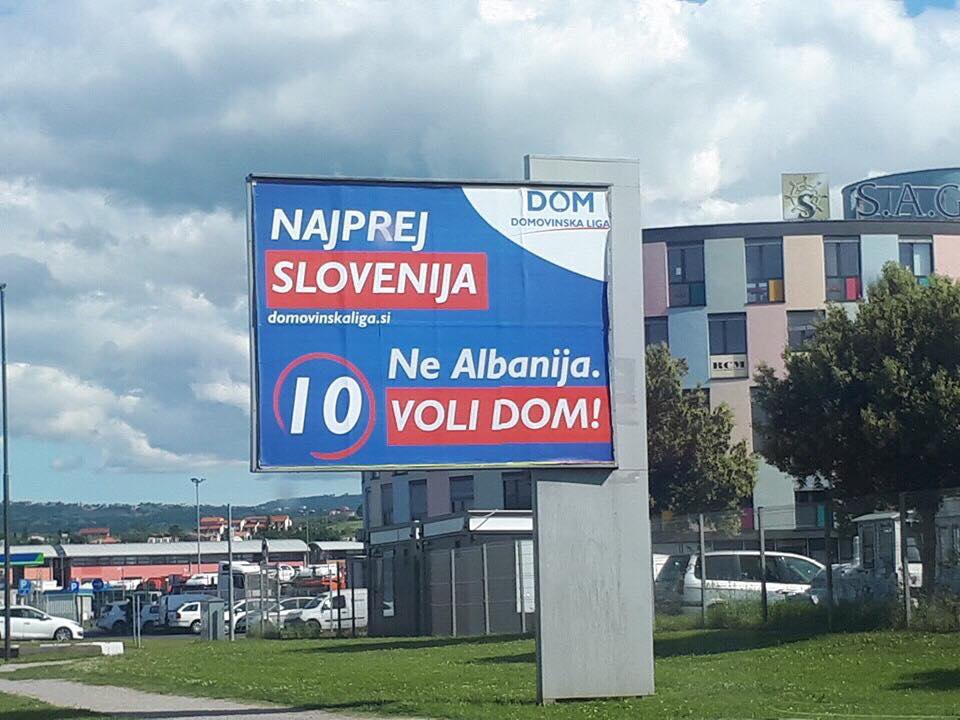 NAJPREJ
SLOVENIJA
domovinskaliga.si
DOM
DOMOVINSKA LIGA
10
Ne Albanija.
VOLI DOM!
S
S.A.G
RCM
P